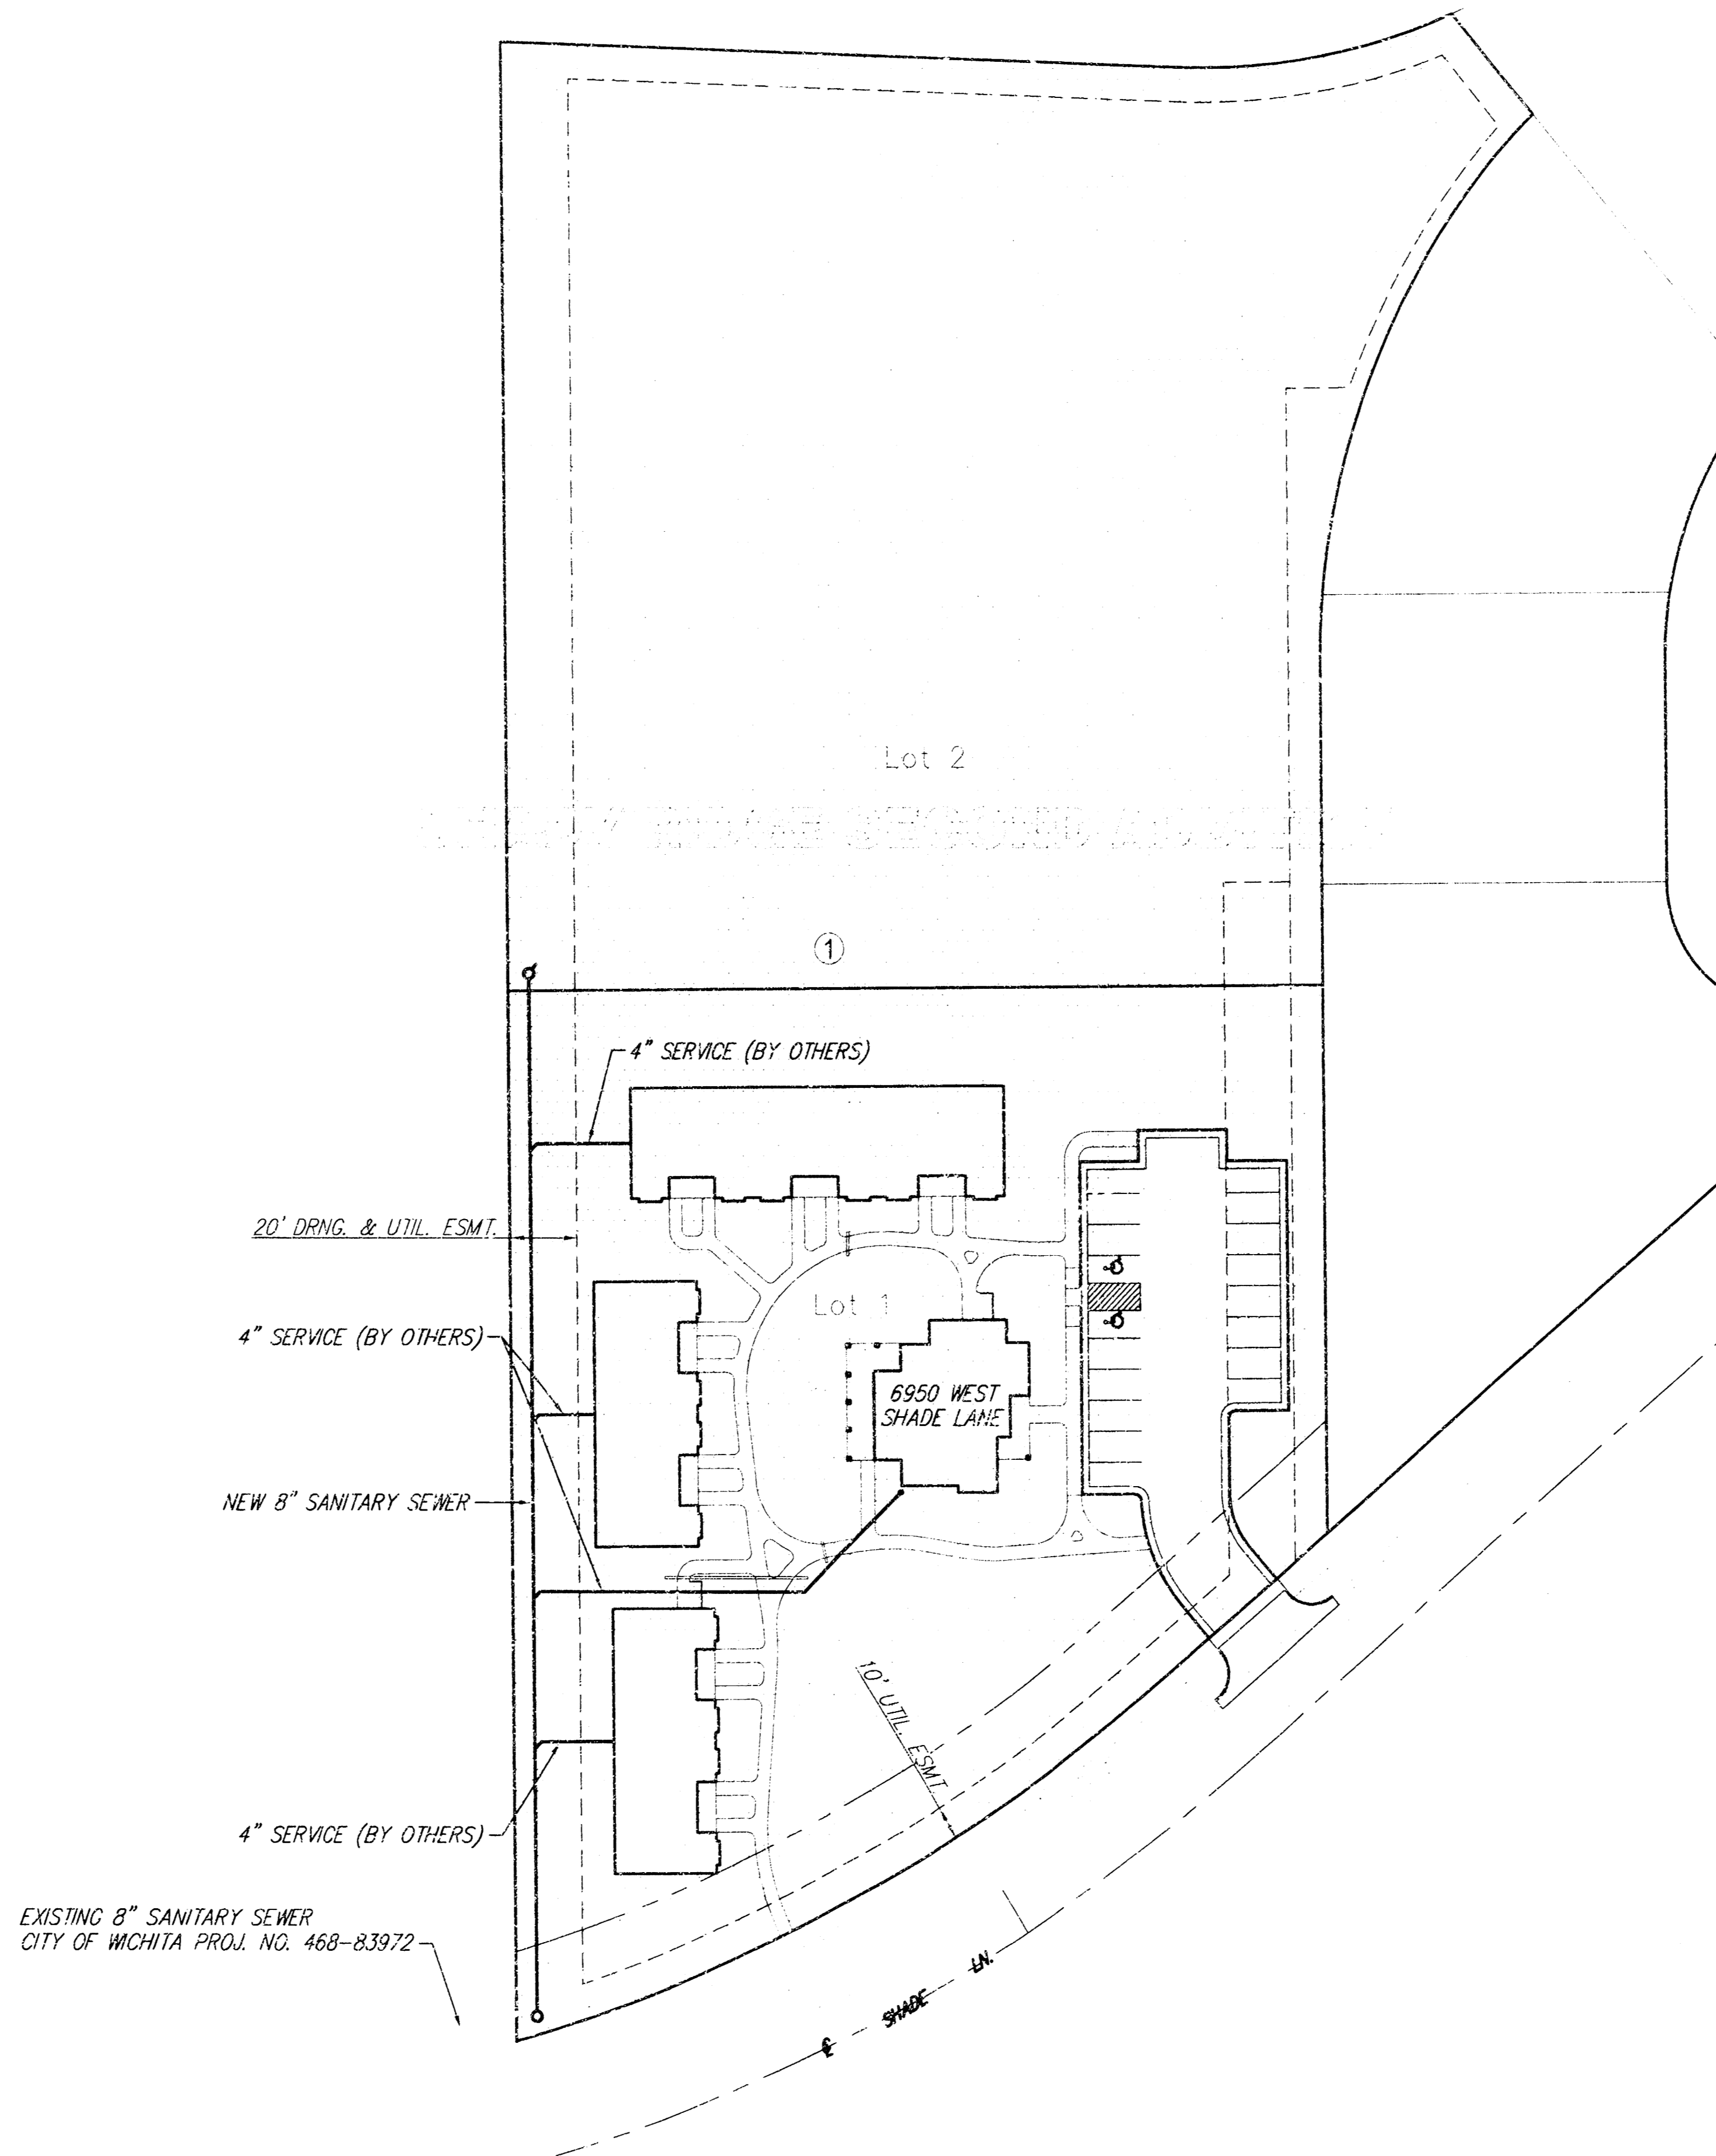 Lot 2
1
4" SERVICE (BY OTHERS)
20' DRNG. & UTIL. ESMT.
Lot 1
4" SERVICE (BY OTHERS)
6950 WEST
SHADE LANE
NEW 8" SANITARY SEWER
10' UTIL. ESMT.
4" SERVICE (BY OTHERS)
EXISTING 8" SANITARY SEWER
CITY OF WICHITA PROJ. NO. 468-83972
℄ SHADE LN.